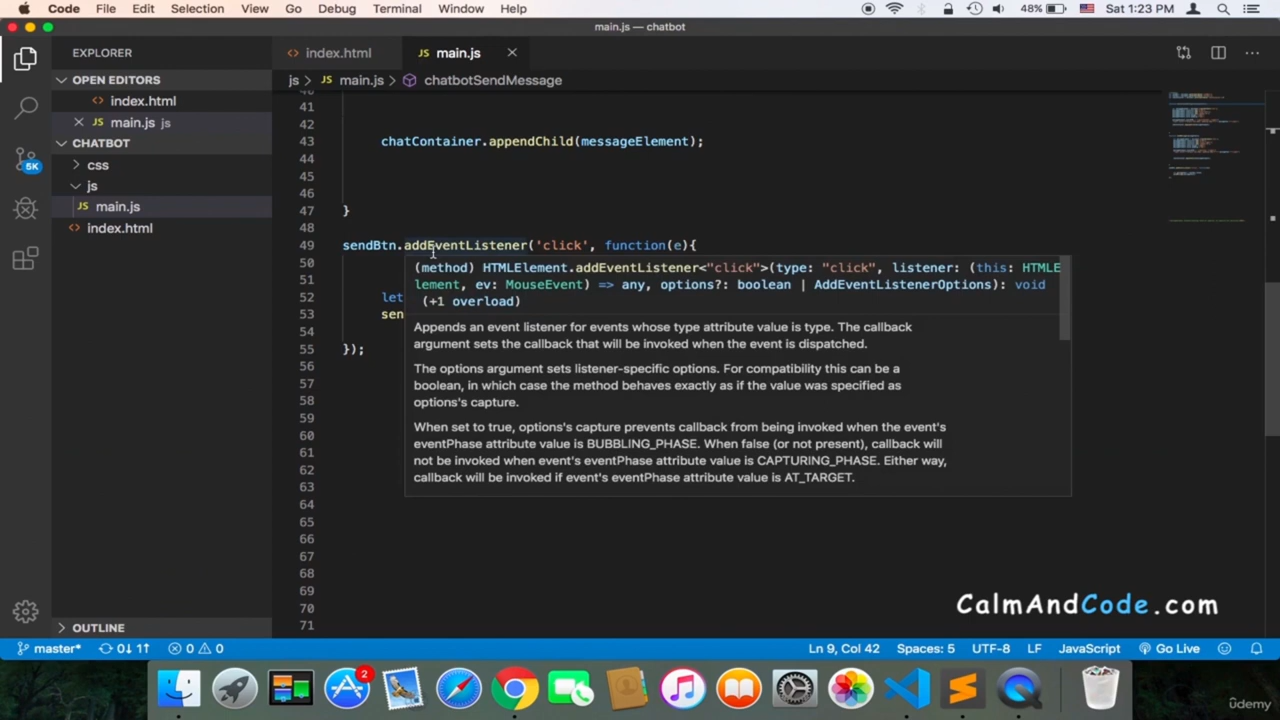 Code File Edit Selection View Go Debug Terminal Window Help 48% Sat 1:23 PM
main.js — chatbot
EXPLORER
index.html
main.js
OPEN EDITORS
index.html
main.js js
CHATBOT
css
js
JS main.js
index.html
OUTLINE
js > JS main.js > chatbotSendMessage
41
42
43 chatContainer.appendChild(messageElement);
44
45
46
47 }
48
49 sendBtn.addEventListener('click', function(e){
50
51
52 let
53 sen
54
55 });
56
57
58
59
60
61
62
63
64
65
66
67
68
69
70
71
(method) HTMLElement.addEventListener<"click">(type: "click", listener: (this: HTMLE
lement, ev: MouseEvent) => any, options?: boolean | AddEventListenerOptions): void
(+1 overload)
Appends an event listener for events whose type attribute value is type. The callback
argument sets the callback that will be invoked when the event is dispatched.
The options argument sets listener-specific options. For compatibility this can be a
boolean, in which case the method behaves exactly as if the value was specified as
options's capture.
When set to true, options's capture prevents callback from being invoked when the event's
eventPhase attribute value is BUBBLING_PHASE. When false (or not present), callback will
not be invoked when event's eventPhase attribute value is CAPTURING_PHASE. Either way,
callback will be invoked if event's eventPhase attribute value is AT_TARGET.
CalmAndCode.com
5K
master* 0↓ 1↑ 0 0 Ln 9, Col 42 Spaces: 5 UTF-8 LF JavaScript Go Live
2
udemy